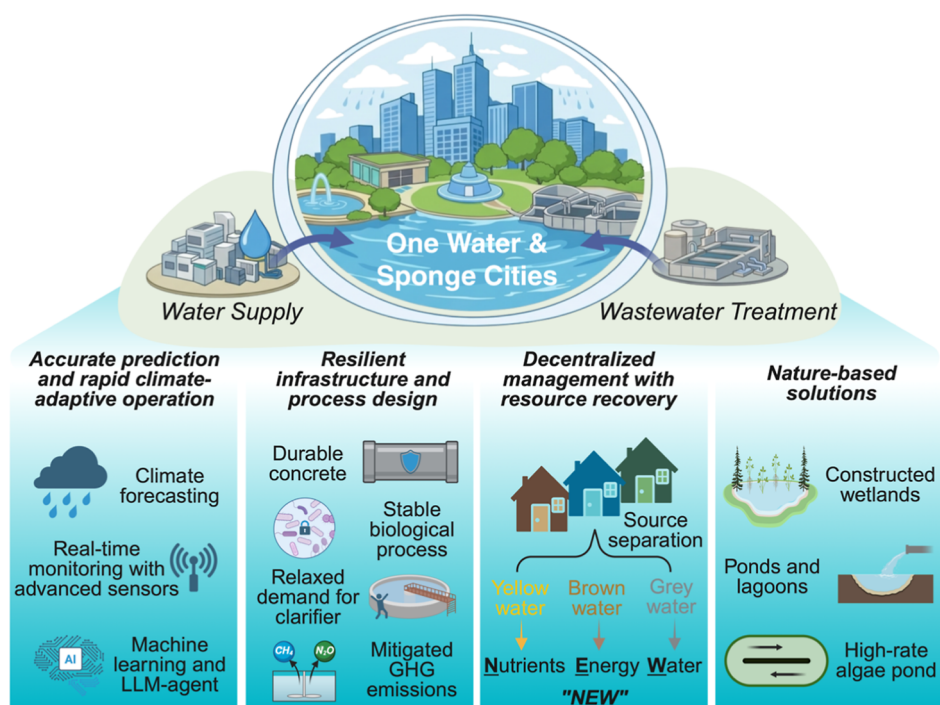 One Water &
Sponge Cities
Water Supply
Wastewater Treatment
Accurate prediction
and rapid climate-
adaptive operation
Climate
forecasting
Real-time
monitoring with
advanced sensors
AI
Machine
learning and
LLM-agent
Resilient
infrastructure and
process design
Durable
concrete
Stable
biological
process
Relaxed
demand for
clarifier
CH₄
N₂O
Mitigated
GHG
emissions
Decentralized
management with
resource recovery
Source
separation
Yellow
water
Brown
water
Grey
water
Nutrients
Energy
Water
"NEW"
Nature-based
solutions
Constructed
wetlands
Ponds and
lagoons
High-rate
algae pond